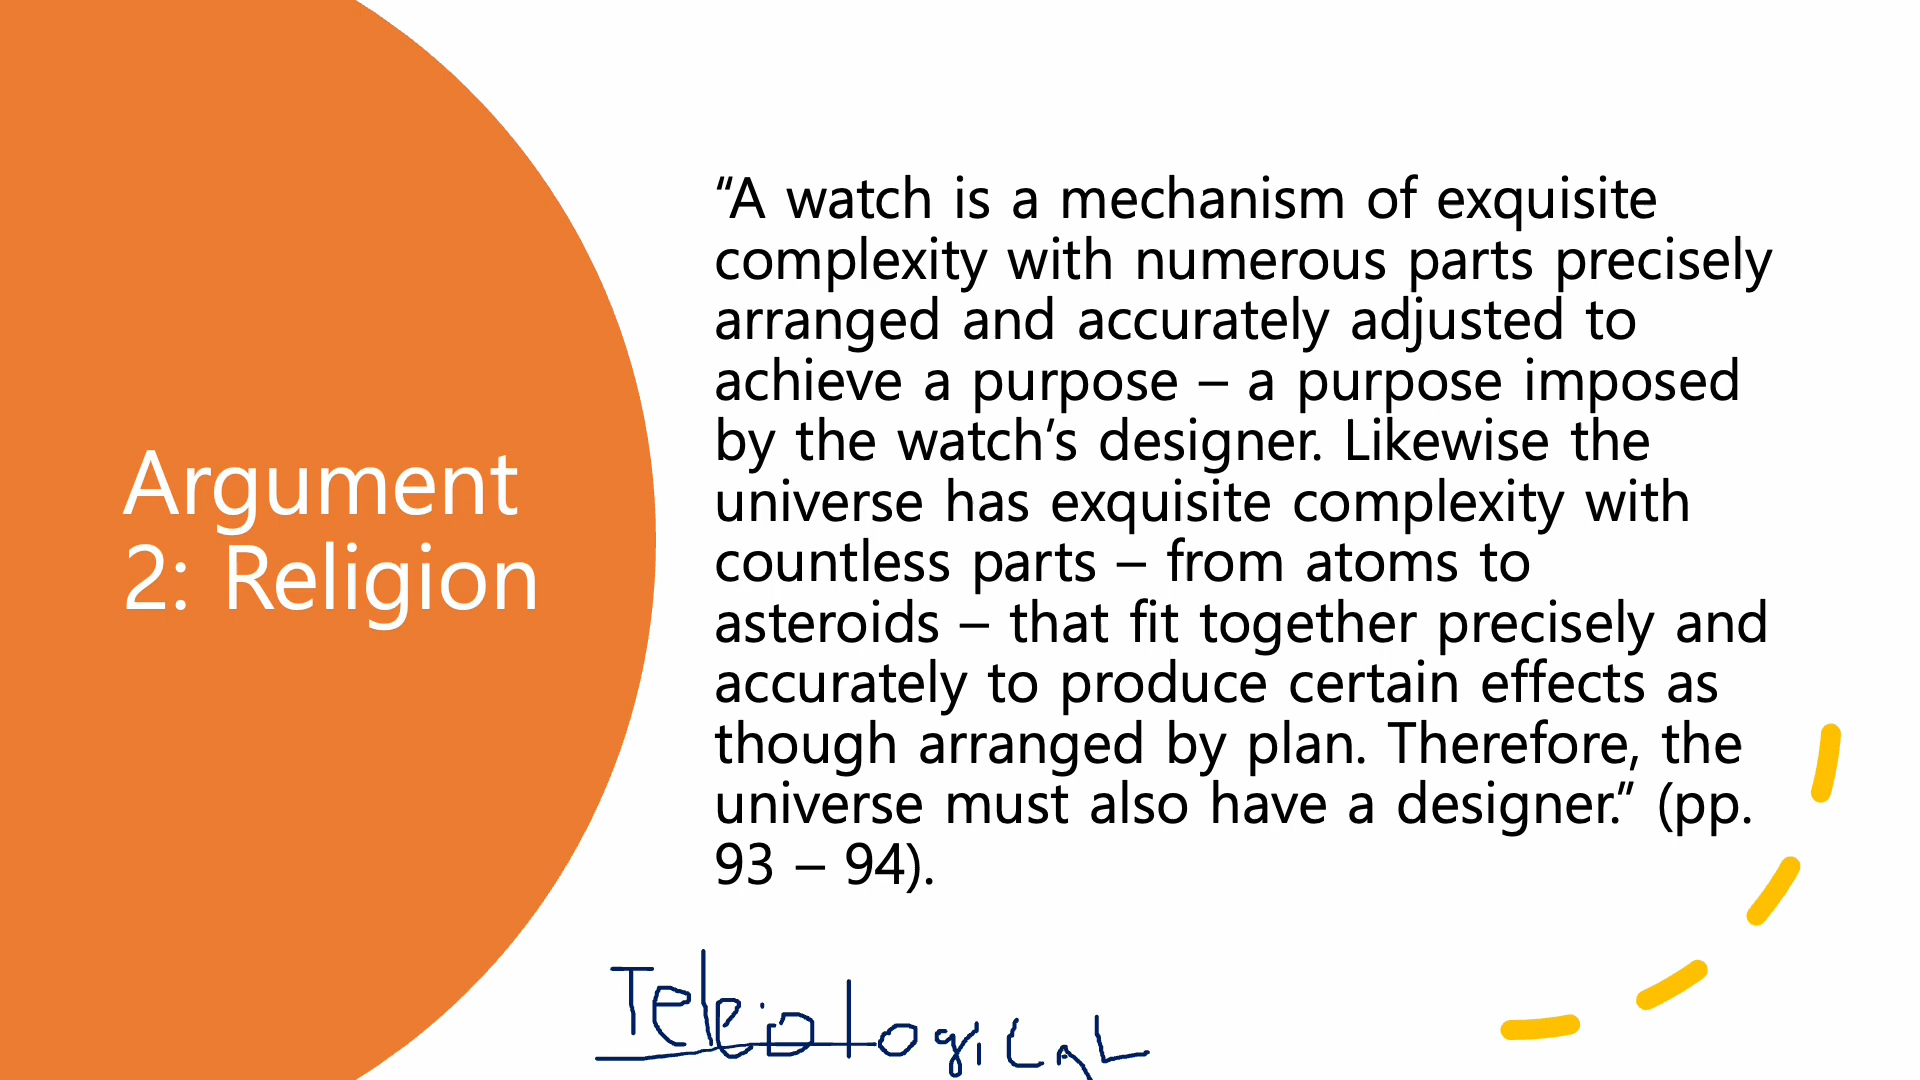 Argument
2: Religion
“A watch is a mechanism of exquisite
complexity with numerous parts precisely
arranged and accurately adjusted to
achieve a purpose – a purpose imposed
by the watch’s designer. Likewise the
universe has exquisite complexity with
countless parts – from atoms to
asteroids – that fit together precisely and
accurately to produce certain effects as
though arranged by plan. Therefore, the
universe must also have a designer.” (pp.
93 – 94).
Teleological